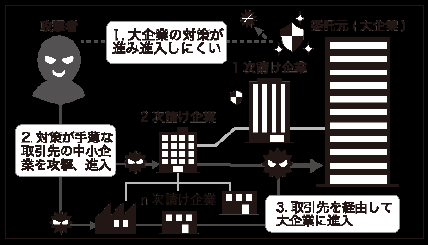 攻撃者
1. 大企業の対策が
進み進入しにくい
委託元(大企業)
1次請け企業
2次請け企業
2. 対策が手薄な
取引先の中小企
業を攻撃、進入
n次請け企業
3. 取引先を経由して
大企業に進入